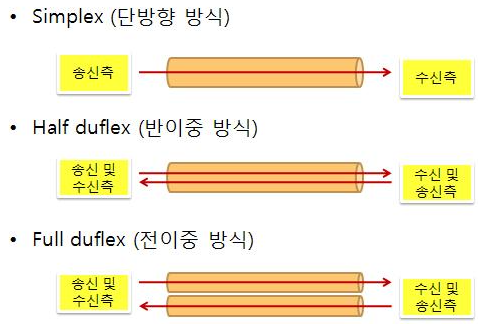 • Simplex (단방향 방식)
송신측
수신측
• Half duflex (반이중 방식)
송신 및
수신측
수신 및
송신측
• Full duflex (전이중 방식)
송신 및
수신측
수신 및
송신측